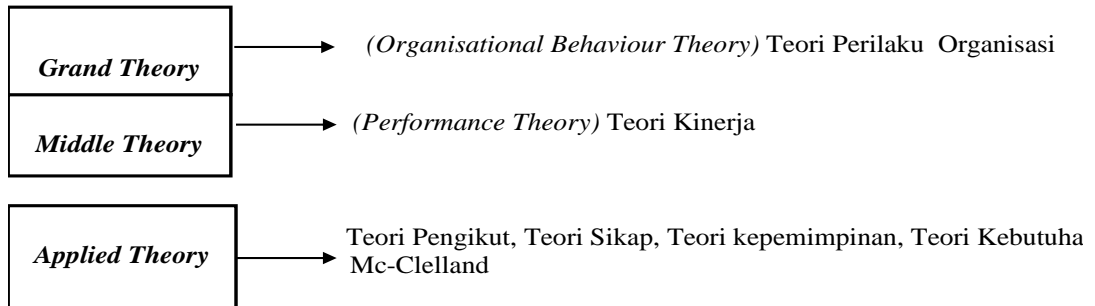 (Organisational Behaviour Theory) Teori Perilaku Organisasi
Grand Theory
(Performance Theory) Teori Kinerja
Middle Theory
Teori Pengikut, Teori Sikap, Teori kepemimpinan, Teori Kebutuha
Applied Theory
Mc-Clelland